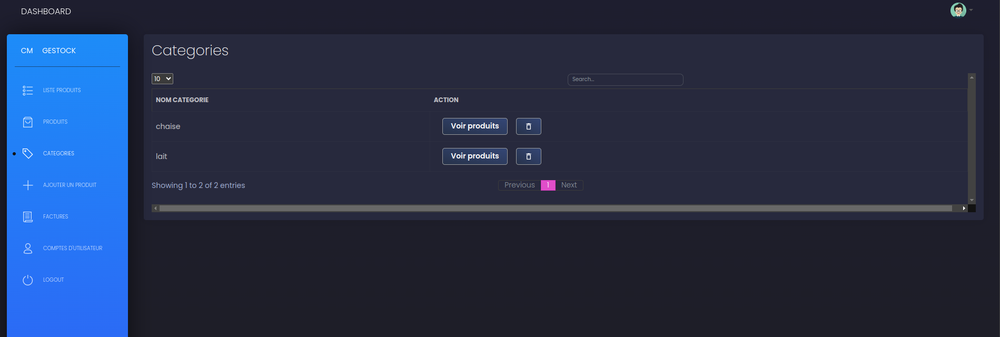 DASHBOARD
CM GESTOCK
LISTE PRODUITS
PRODUITS
CATEGORIES
AJOUTER UN PRODUIT
FACTURES
COMPTES D'UTILISATEUR
LOGOUT
Categories
10 Search...
NOM CATEGORIE ACTION
chaise Voir produits
lait Voir produits
Showing 1 to 2 of 2 entries Previous 1 Next